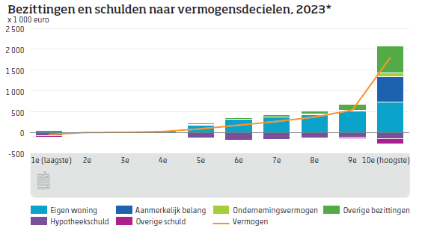 Bezittingen en schulden naar vermogensdecielen, 2023*
x 1 000 euro
2 500
2 000
1 500
1 000
500
0
-500
1e (laagste) 2e 3e 4e 5e 6e 7e 8e 9e 10e (hoogste)
Eigen woning Aanmerkelijk belang Ondernemingsvermogen Overige bezittingen
Hypotheekschuld Overige schuld Vermogen